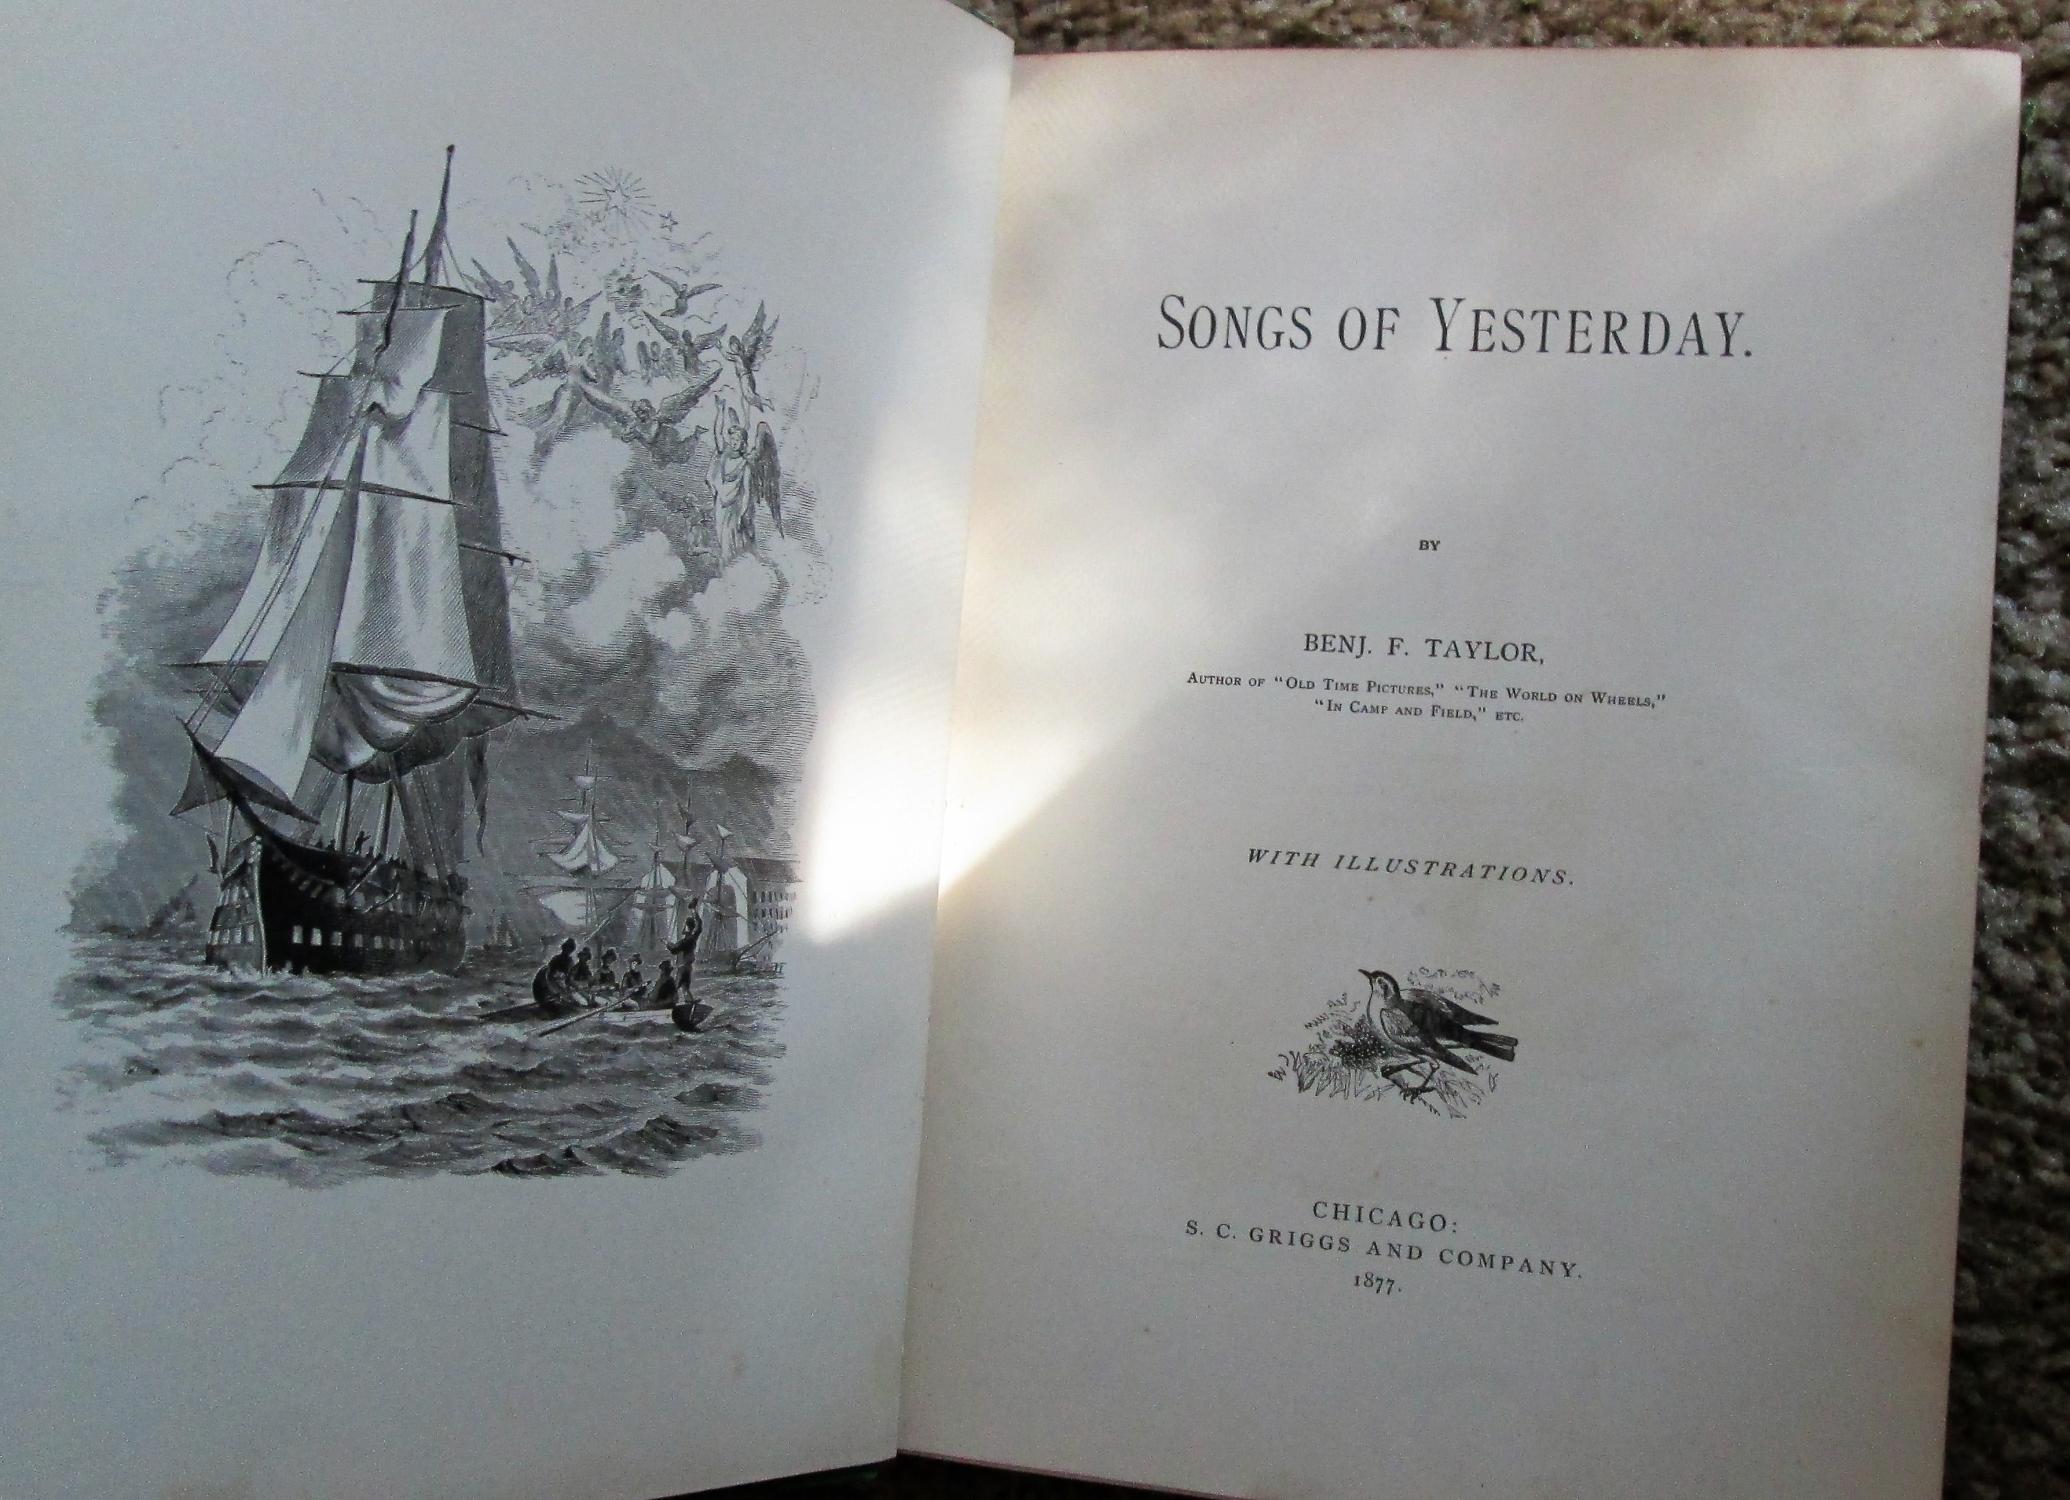 SONGS OF YESTERDAY.
BY
BENJ. F. TAYLOR,
AUTHOR OF "OLD TIME PICTURES," "THE WORLD ON WHEELS,"
"IN CAMP AND FIELD," ETC.
WITH ILLUSTRATIONS.
CHICAGO:
S. C. GRIGGS AND COMPANY.
1877.